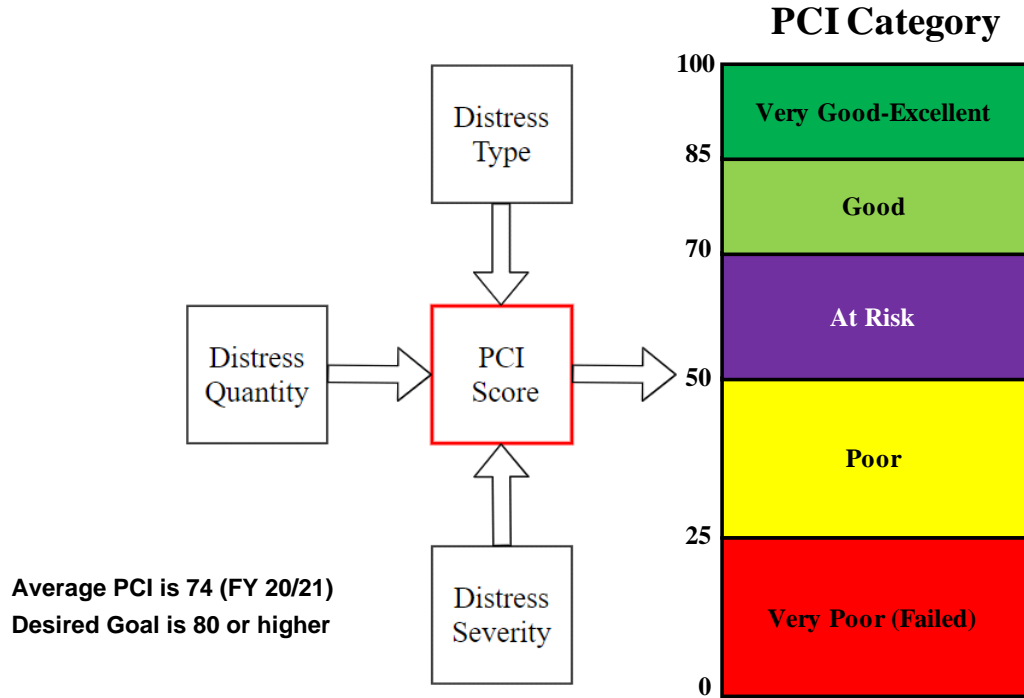 PCI Category
100
Very Good-Excellent
85
Good
70
At Risk
50
Poor
25
Very Poor (Failed)
0
Distress
Type
Distress
Quantity
PCI
Score
Distress
Severity
Average PCI is 74 (FY 20/21)
Desired Goal is 80 or higher